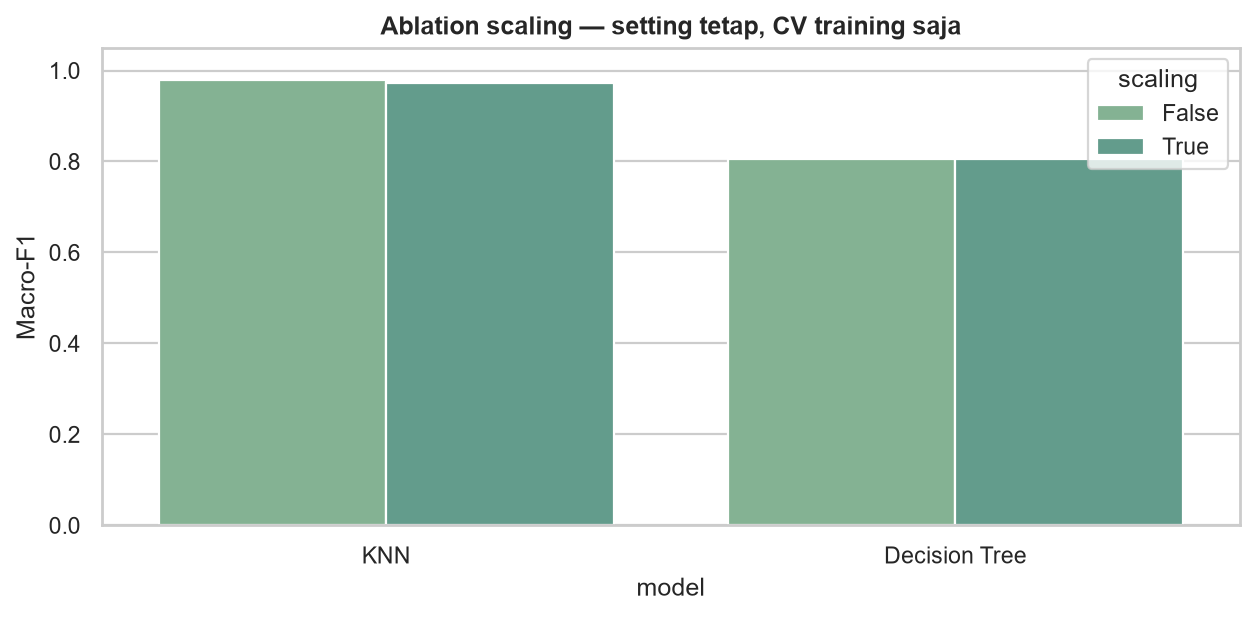 Ablation scaling — setting tetap, CV training saja
scaling
False
True
Macro-F1
1.0
0.8
0.6
0.4
0.2
0.0
KNN
Decision Tree
model